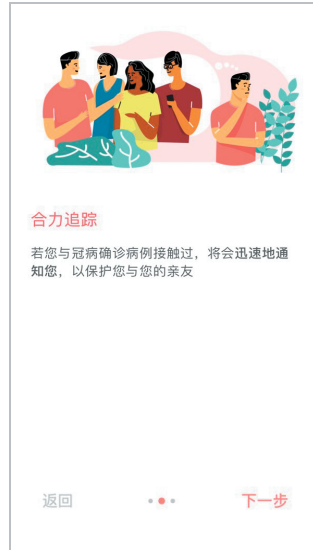 合力追踪
若您与冠病确诊病例接触过，将会迅速地通
知您，以保护您与您的亲友
返回
下一步